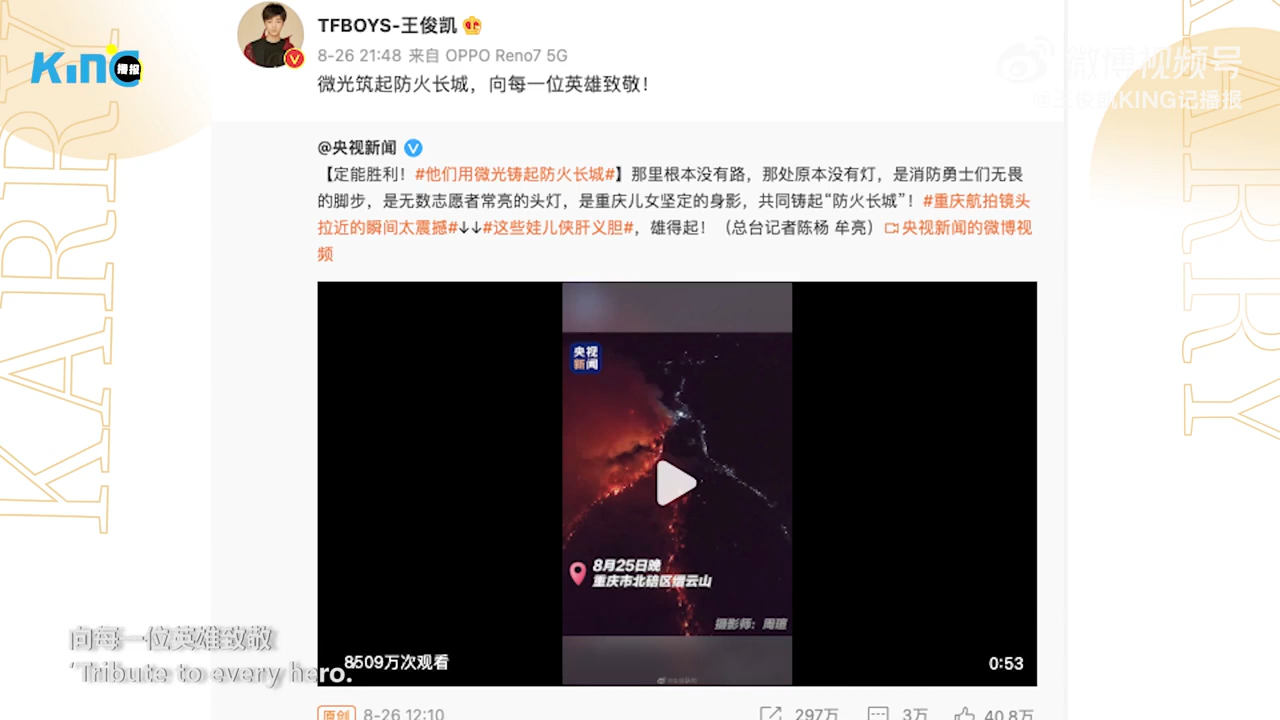 KARRY
KING
播报
微博视频号
@王俊凯KING记播报
KARRY
TFBOYS-王俊凯
8-26 21:48 来自 OPPO Reno7 5G
微光筑起防火长城，向每一位英雄致敬！
@央视新闻
【定能胜利！#他们用微光铸起防火长城#】那里根本没有路，那处原本没有灯，是消防勇士们无畏
的脚步，是无数志愿者常亮的头灯，是重庆儿女坚定的身影，共同铸起“防火长城”！#重庆航拍镜头
拉近的瞬间太震撼#↓↓#这些娃儿侠肝义胆#，雄得起！（总台记者陈杨 牟亮）央视新闻的微博视
频
央视
新闻
8月25日晚
重庆市北碚区缙云山
摄影师：周瑄
8509万次观看
0:53
向每一位英雄致敬
‘Tribute to every hero.
原创 8-26 12:10
297万 3万 40.8万